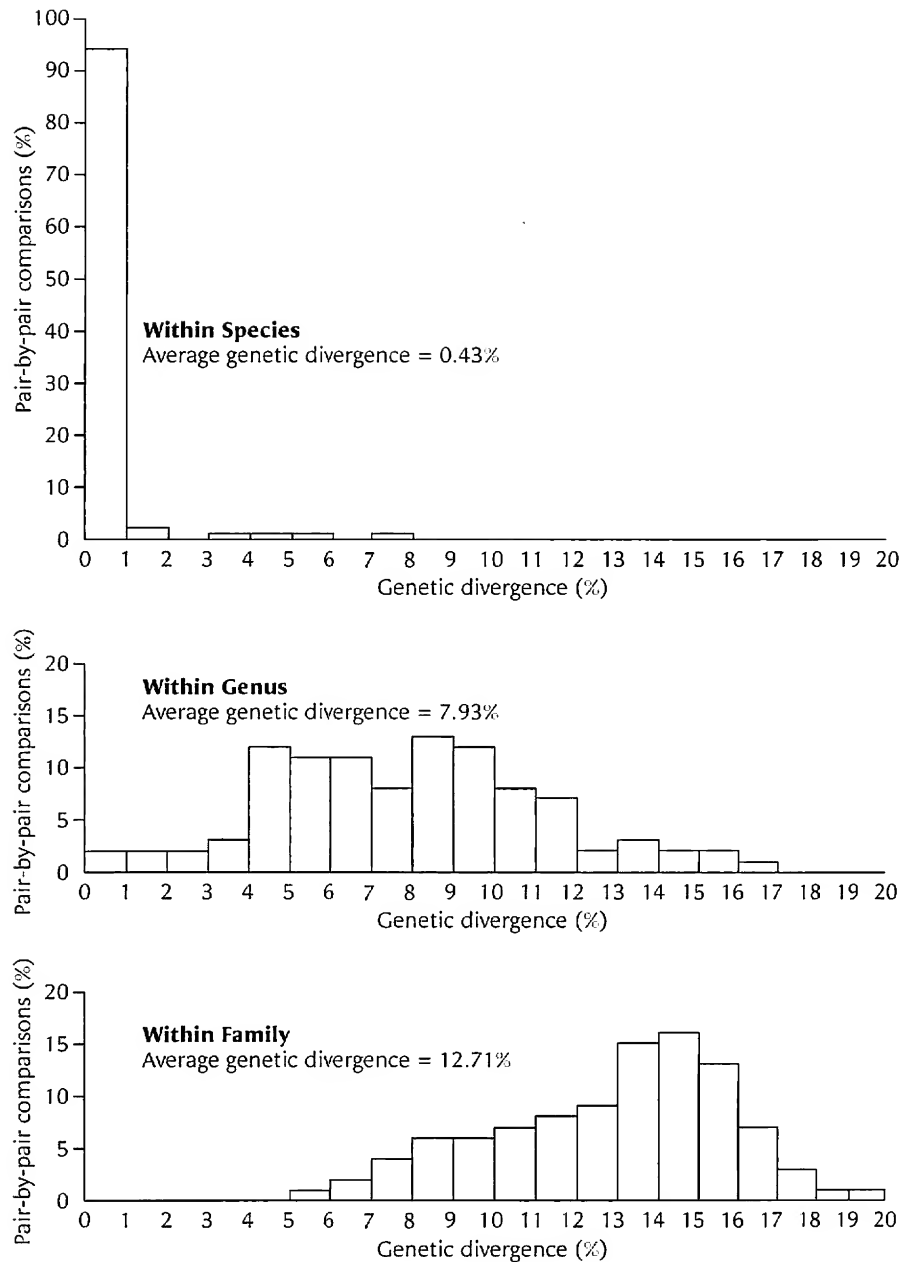 Pair-by-pair comparisons (%)
100
90
80
70
60
50
40
30
20
10
0
Within Species
Average genetic divergence = 0.43%
0 1 2 3 4 5 6 7 8 9 10 11 12 13 14 15 16 17 18 19 20
Genetic divergence (%)
Pair-by-pair comparisons (%)
20
15
10
5
0
Within Genus
Average genetic divergence = 7.93%
0 1 2 3 4 5 6 7 8 9 10 11 12 13 14 15 16 17 18 19 20
Genetic divergence (%)
Pair-by-pair comparisons (%)
20
15
10
5
0
Within Family
Average genetic divergence = 12.71%
0 1 2 3 4 5 6 7 8 9 10 11 12 13 14 15 16 17 18 19 20
Genetic divergence (%)